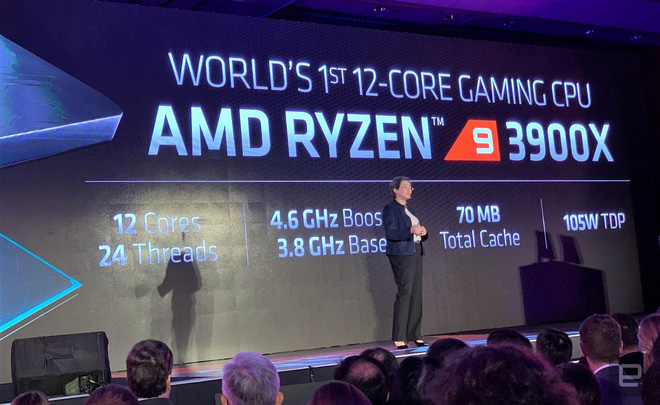 WORLD'S 1ST 12-CORE GAMING CPU
AMD RYZEN™ 9 3900X
12 Cores
24 Threads
4.6 GHz Boost
3.8 GHz Base
70 MB
Total Cache
105W TDP
e